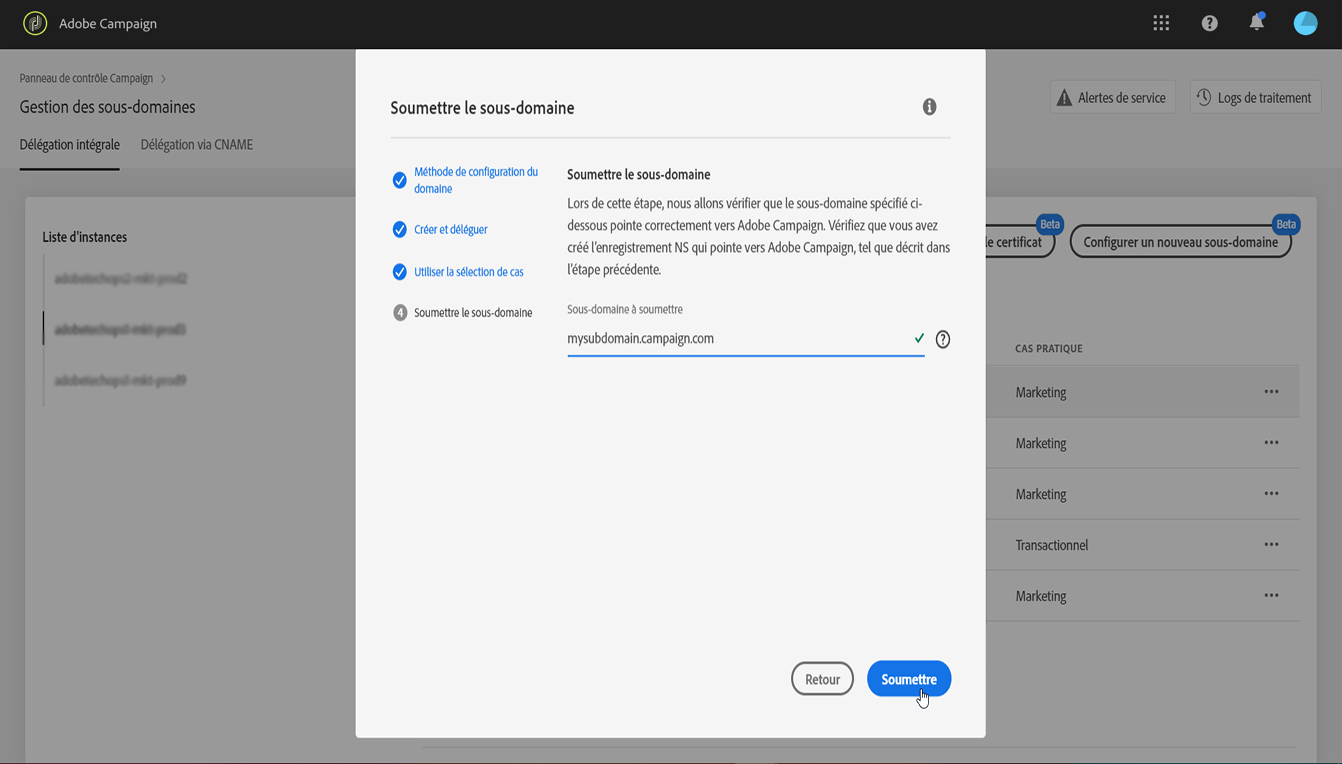 Adobe Campaign
Panneau de contrôle Campaign
Gestion des sous-domaines
Alertes de service
Logs de traitement
Délégation intégrale
Délégation via CNAME
Liste d'instances
Soumettre le sous-domaine
Méthode de configuration du
domaine
Créer et déléguer
Utiliser la sélection de cas
4
Soumettre le sous-domaine
Soumettre le sous-domaine
Lors de cette étape, nous allons vérifier que le sous-domaine spécifié ci-
dessous pointe correctement vers Adobe Campaign. Vérifiez que vous avez
créé l'enregistrement NS qui pointe vers Adobe Campaign, tel que décrit dans
l'étape précédente.
Sous-domaine à soumettre
mysubdomain.campaign.com
Retour
Soumettre
Beta
certificat
Beta
Configurer un nouveau sous-domaine
CAS PRATIQUE
Marketing
Marketing
Marketing
Transactionnel
Marketing